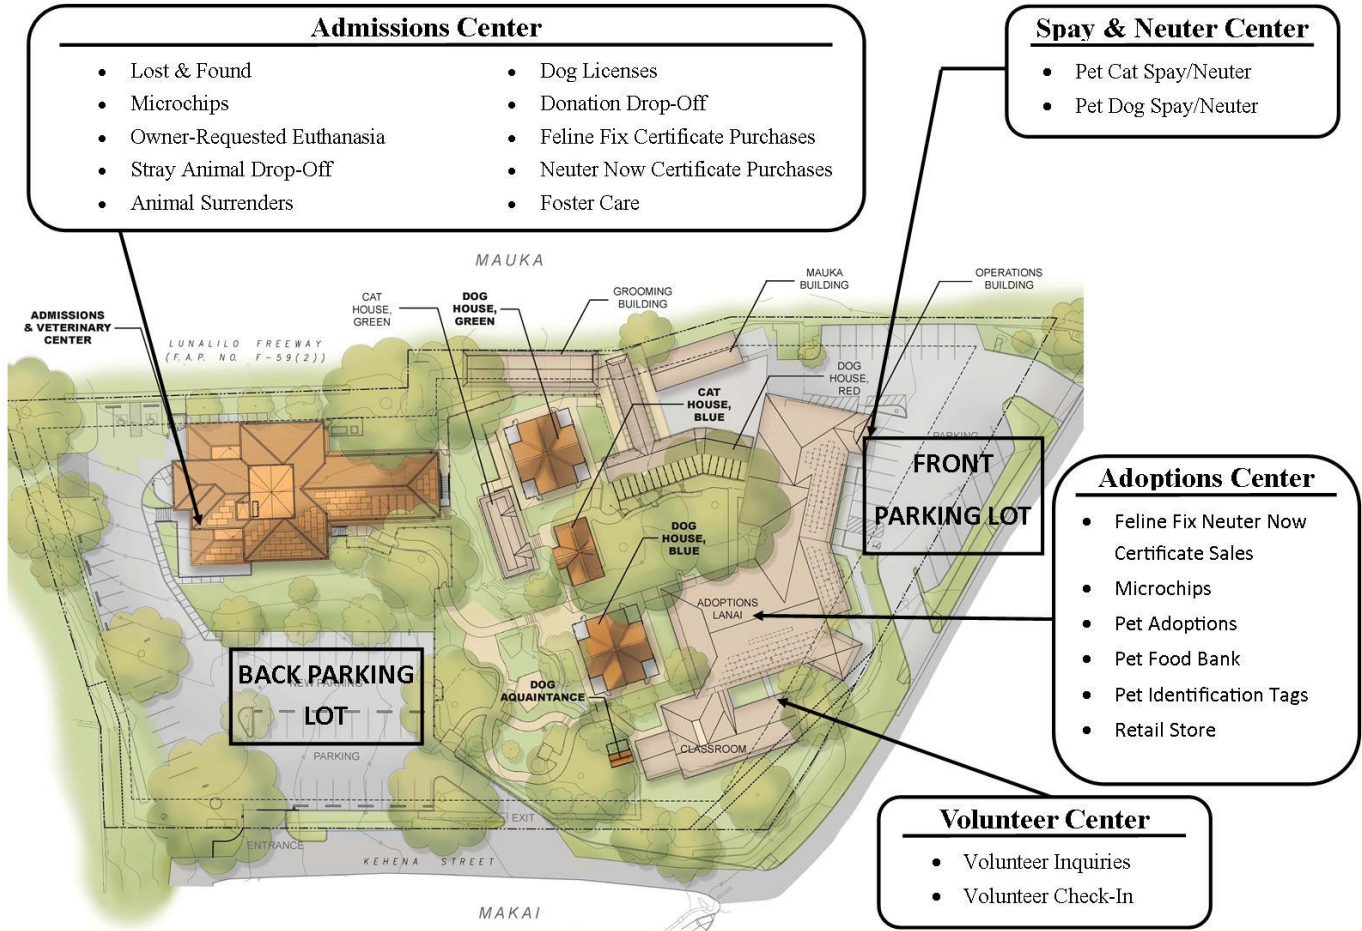 Admissions Center
• Lost & Found
• Microchips
• Owner-Requested Euthanasia
• Stray Animal Drop-Off
• Animal Surrenders
• Dog Licenses
• Donation Drop-Off
• Feline Fix Certificate Purchases
• Neuter Now Certificate Purchases
• Foster Care
Spay & Neuter Center
• Pet Cat Spay/Neuter
• Pet Dog Spay/Neuter
MAUKA
ADMISSIONS
& VETERINARY
CENTER
LUNALILO FREEWAY
(F.A.P. NO. F-59(2))
CAT
HOUSE,
GREEN
DOG
HOUSE,
GREEN
GROOMING
BUILDING
MAUKA
BUILDING
OPERATIONS
BUILDING
DOG
HOUSE,
RED
CAT
HOUSE,
BLUE
PARKING
FRONT
PARKING LOT
DOG
HOUSE,
BLUE
ADOPTIONS
LANAI
Adoptions Center
• Feline Fix Neuter Now
Certificate Sales
• Microchips
• Pet Adoptions
• Pet Food Bank
• Pet Identification Tags
• Retail Store
BACK PARKING
NEW PARKING
LOT
PARKING
DOG
AQUAINTANCE
CLASSROOM
EXIT
ENTRANCE
KEHENA STREET
MAKAI
Volunteer Center
• Volunteer Inquiries
• Volunteer Check-In